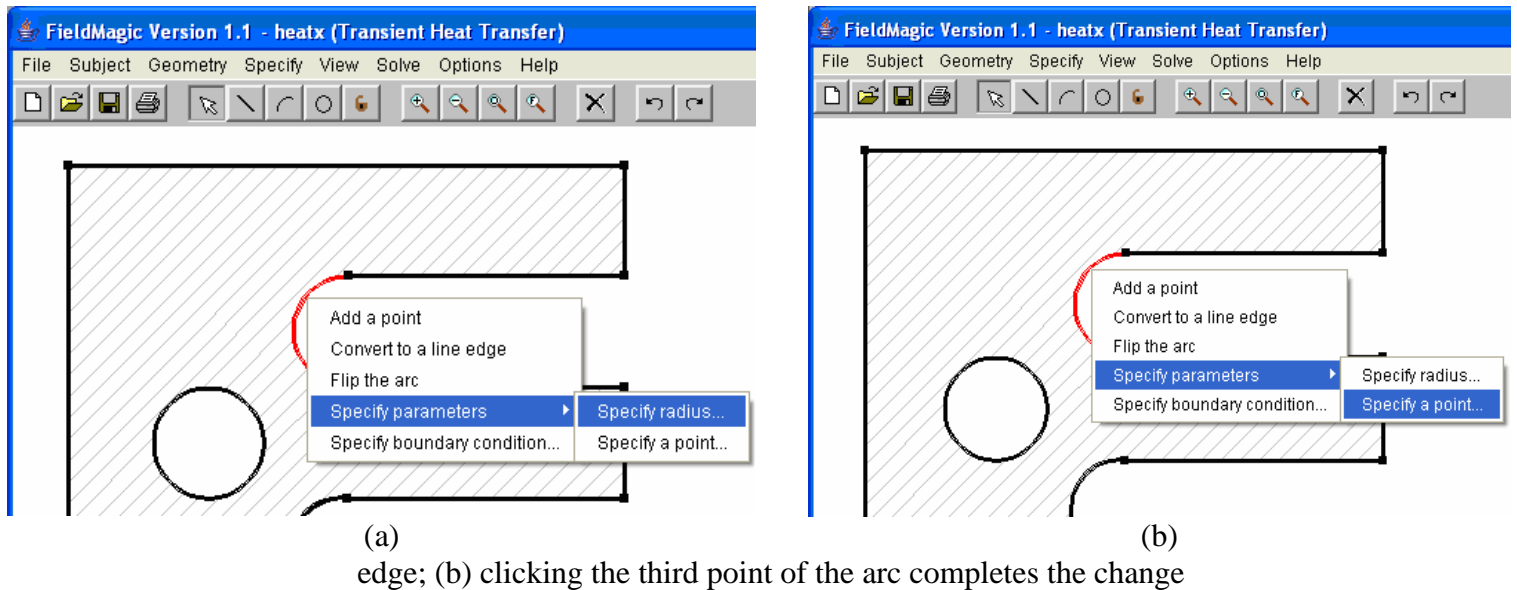 FieldMagic Version 1.1 - heatx (Transient Heat Transfer)
File Subject Geometry Specify View Solve Options Help
Add a point
Convert to a line edge
Flip the arc
Specify parameters
Specify boundary condition...
Specify radius...
Specify a point...
(a)
FieldMagic Version 1.1 - heatx (Transient Heat Transfer)
File Subject Geometry Specify View Solve Options Help
Add a point
Convert to a line edge
Flip the arc
Specify parameters
Specify boundary condition...
Specify radius...
Specify a point...
(b)
edge; (b) clicking the third point of the arc completes the change